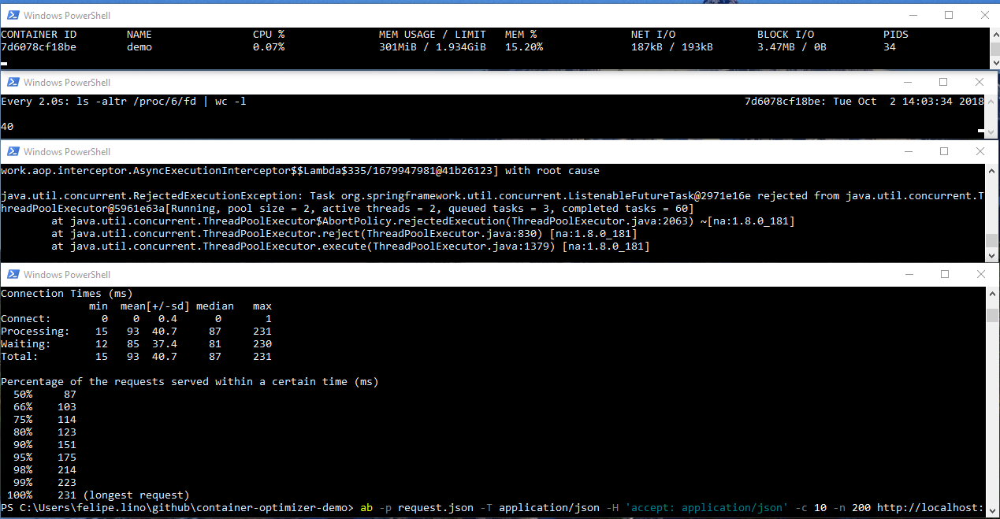 Windows PowerShell
CONTAINER ID NAME CPU % MEM USAGE / LIMIT MEM % NET I/O BLOCK I/O PIDS
7d6078cf18be demo 0.07% 301MiB / 1.934GiB 15.20% 187kB / 193kB 3.47MB / 0B 34
Windows PowerShell
Every 2.0s: ls -altr /proc/6/fd | wc -l 7d6078cf18be: Tue Oct 2 14:03:34 2018
40
Windows PowerShell
work.aop.interceptor.AsyncExecutionInterceptor$$Lambda$335/1679947981@41b26123] with root cause
java.util.concurrent.RejectedExecutionException: Task org.springframework.util.concurrent.ListenableFutureTask@2971e16e rejected from java.util.concurrent.T
hreadPoolExecutor@5961e63a[Running, pool size = 2, active threads = 2, queued tasks = 3, completed tasks = 60]
at java.util.concurrent.ThreadPoolExecutor$AbortPolicy.rejectedExecution(ThreadPoolExecutor.java:2063) ~[na:1.8.0_181]
at java.util.concurrent.ThreadPoolExecutor.reject(ThreadPoolExecutor.java:830) [na:1.8.0_181]
at java.util.concurrent.ThreadPoolExecutor.execute(ThreadPoolExecutor.java:1379) [na:1.8.0_181]
Windows PowerShell
Connection Times (ms)
min mean[+/-sd] median max
Connect: 0 0 0.4 0 1
Processing: 15 93 40.7 87 231
Waiting: 12 85 37.4 81 230
Total: 15 93 40.7 87 231
Percentage of the requests served within a certain time (ms)
50% 87
66% 103
75% 114
80% 123
90% 151
95% 175
98% 214
99% 223
100% 231 (longest request)
PS C:\Users\felipe.lino\github\container-optimizer-demo> ab -p request.json -T application/json -H 'accept: application/json' -c 10 -n 200 http://localhost: